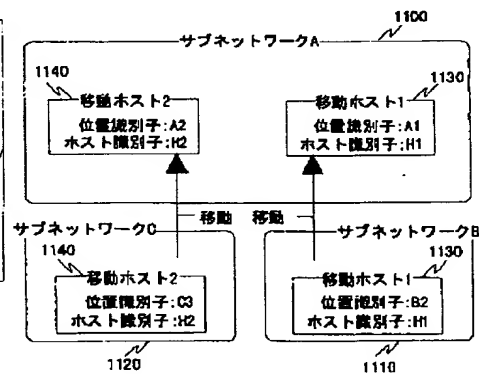 1100
サブネットワークA
1140
移動ホスト2
位置識別子:A2
ホスト識別子:H2
1130
移動ホスト1
位置識別子:A1
ホスト識別子:H1
移動
移動
サブネットワークC
1140
移動ホスト2
位置識別子:C3
ホスト識別子:H2
1120
サブネットワークB
1130
移動ホスト1
位置識別子:B2
ホスト識別子:H1
1110